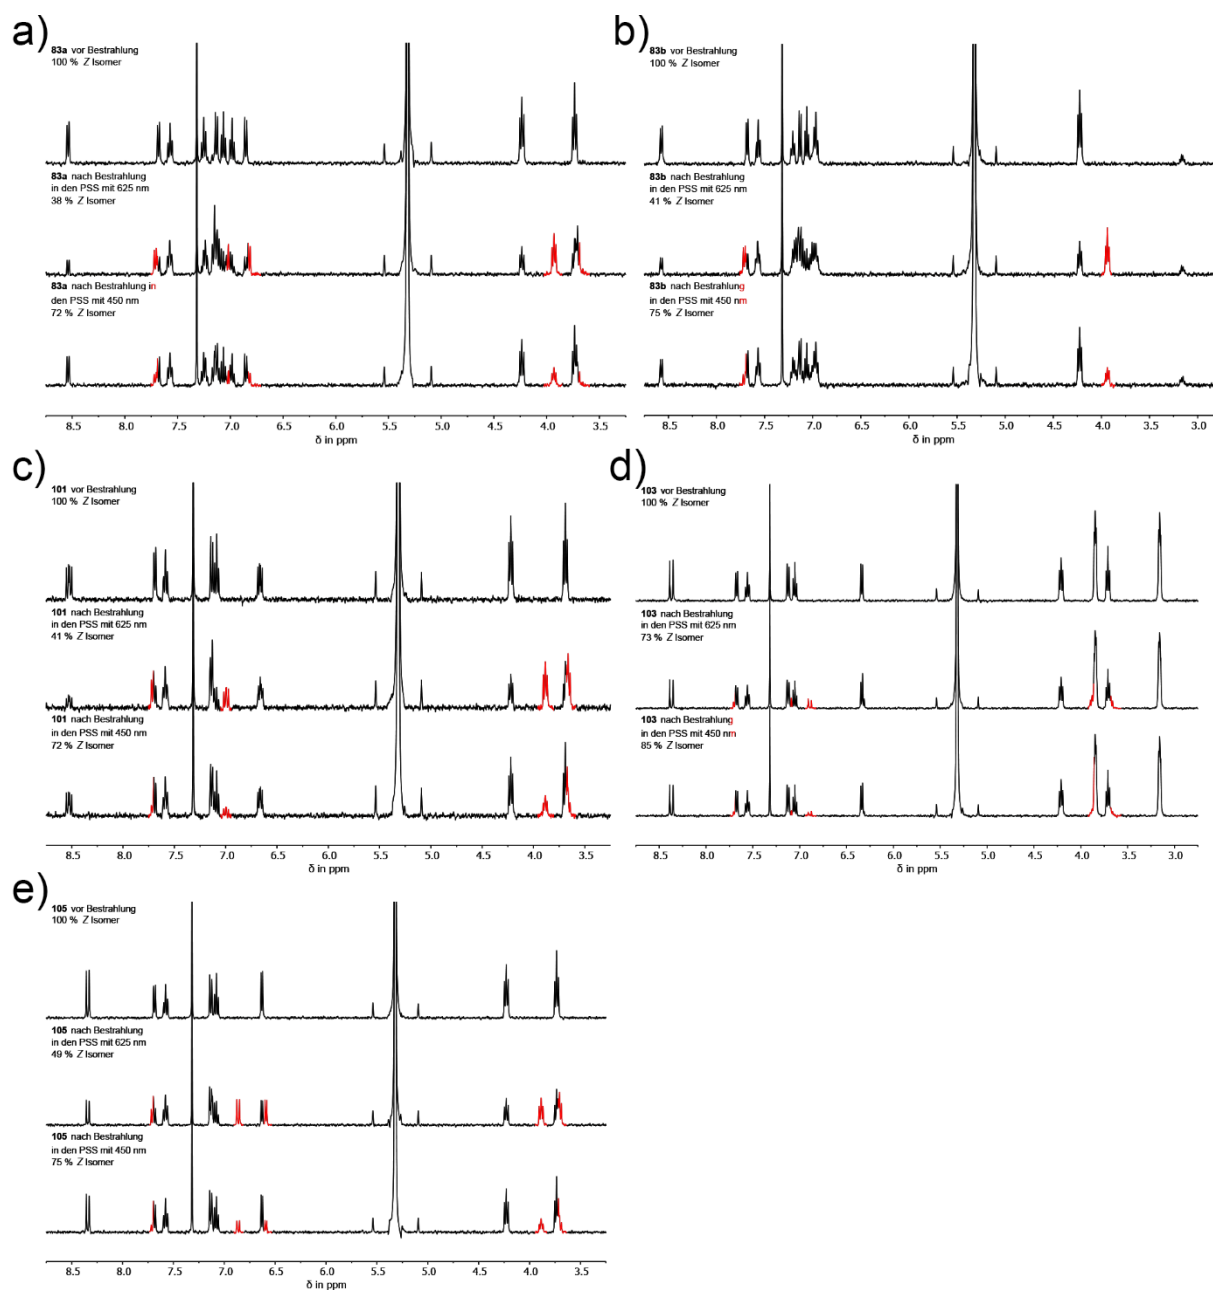 a)
83a vor Bestrahlung
100 % Z Isomer
83a nach Bestrahlung
in den PSS mit 625 nm
38 % Z Isomer
83a nach Bestrahlung in
den PSS mit 450 nm
72 % Z Isomer
8.5 8.0 7.5 7.0 6.5 6.0 5.5 5.0 4.5 4.0 3.5
δ in ppm
b)
83b vor Bestrahlung
100 % Z Isomer
83b nach Bestrahlung
in den PSS mit 625 nm
41 % Z Isomer
83b nach Bestrahlung
in den PSS mit 450 nm
75 % Z Isomer
8.5 8.0 7.5 7.0 6.5 6.0 5.5 5.0 4.5 4.0 3.5 3.0
δ in ppm
c)
101 vor Bestrahlung
100 % Z Isomer
101 nach Bestrahlung
in den PSS mit 625 nm
41 % Z Isomer
101 nach Bestrahlung
in den PSS mit 450 nm
72 % Z Isomer
8.5 8.0 7.5 7.0 6.5 6.0 5.5 5.0 4.5 4.0 3.5
δ in ppm
d)
103 vor Bestrahlung
100 % Z Isomer
103 nach Bestrahlung
in den PSS mit 625 nm
73 % Z Isomer
103 nach Bestrahlung
in den PSS mit 450 nm
85 % Z Isomer
8.5 8.0 7.5 7.0 6.5 6.0 5.5 5.0 4.5 4.0 3.5 3.0
δ in ppm
e)
105 vor Bestrahlung
100 % Z Isomer
105 nach Bestrahlung
in den PSS mit 625 nm
49 % Z Isomer
105 nach Bestrahlung
in den PSS mit 450 nm
75 % Z Isomer
8.5 8.0 7.5 7.0 6.5 6.0 5.5 5.0 4.5 4.0 3.5
δ in ppm